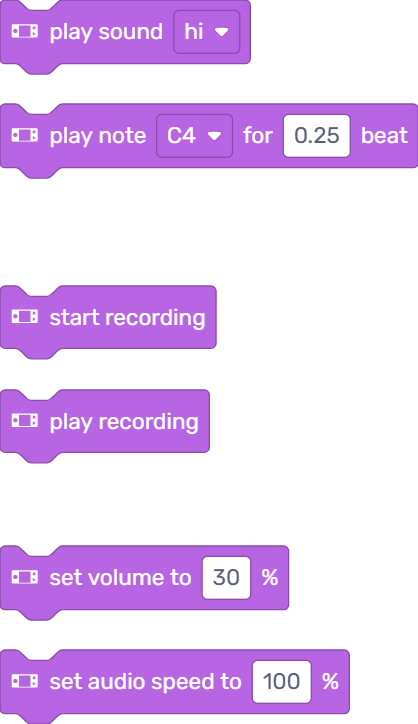 play sound hi
play note C4 for 0.25 beat
start recording
play recording
set volume to 30 %
set audio speed to 100 %